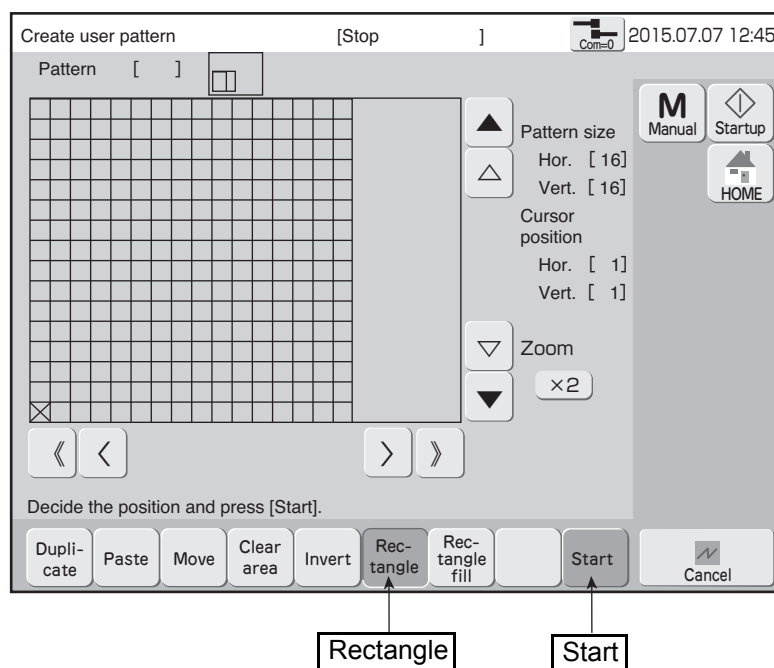 Create user pattern [Stop ] Com=0 2015.07.07 12:45
Pattern [ ]
M
Manual
Startup
HOME
Pattern size
Hor. [ 16]
Vert. [ 16]
Cursor
position
Hor. [ 1]
Vert. [ 1]
Zoom
×2
《 〈 〉 》
Decide the position and press [Start].
Dupli-
cate
Paste
Move
Clear
area
Invert
Rec-
tangle
Rec-
tangle
fill
Start
Cancel
Rectangle
Start